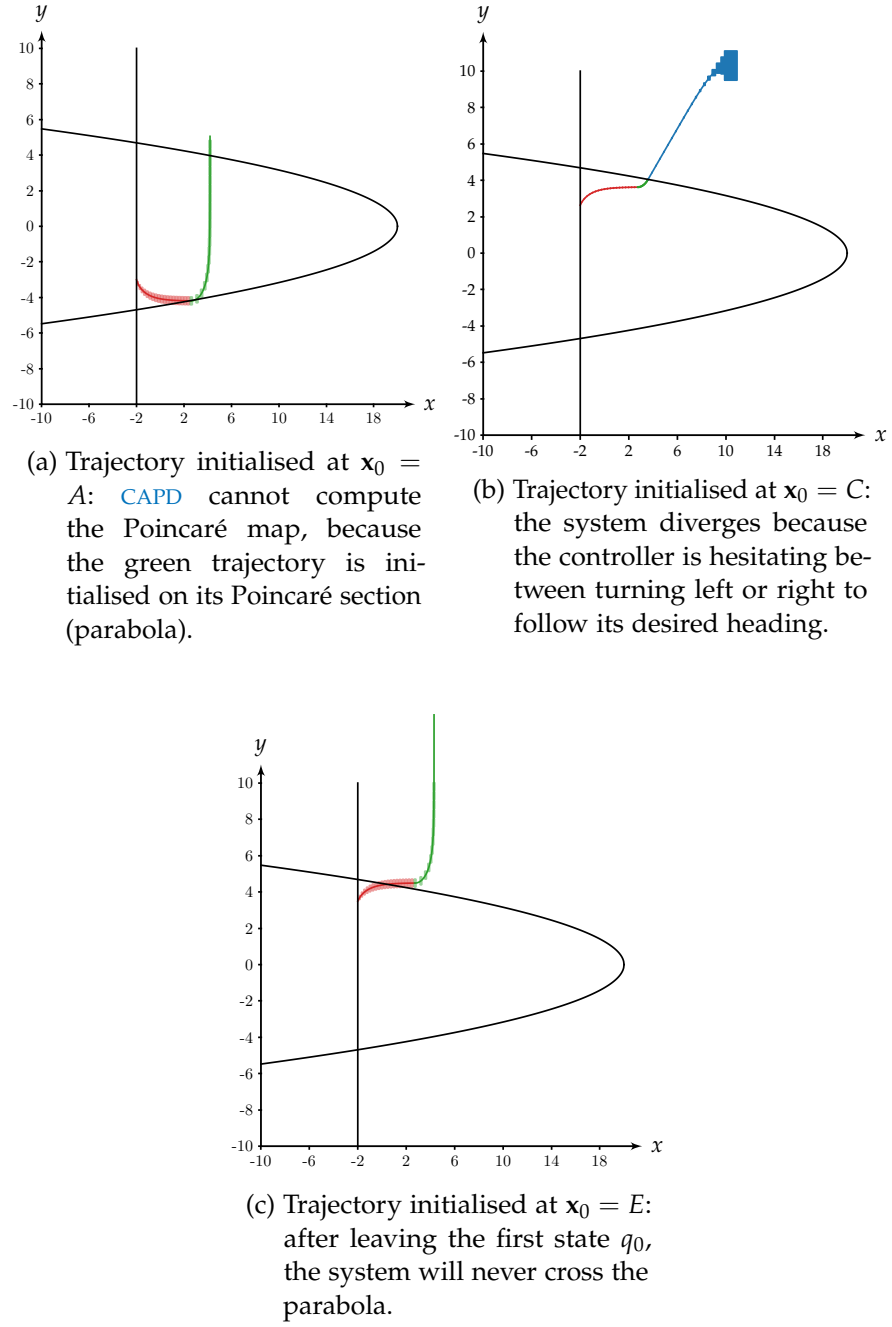 y
10
8
6
4
2
0
-2
-4
-6
-8
-10
-10 -6 -2 2 6 10 14 18 x
(a) Trajectory initialised at x0 =
A: CAPD cannot compute
the Poincaré map, because
the green trajectory is ini-
tialised on its Poincaré section
(parabola).
y
10
8
6
4
2
0
-2
-4
-6
-8
-10
-10 -6 -2 2 6 10 14 18 x
(b) Trajectory initialised at x0 = C:
the system diverges because
the controller is hesitating be-
tween turning left or right to
follow its desired heading.
y
10
8
6
4
2
0
-2
-4
-6
-8
-10
-10 -6 -2 2 6 10 14 18 x
(c) Trajectory initialised at x0 = E:
after leaving the first state q0,
the system will never cross the
parabola.